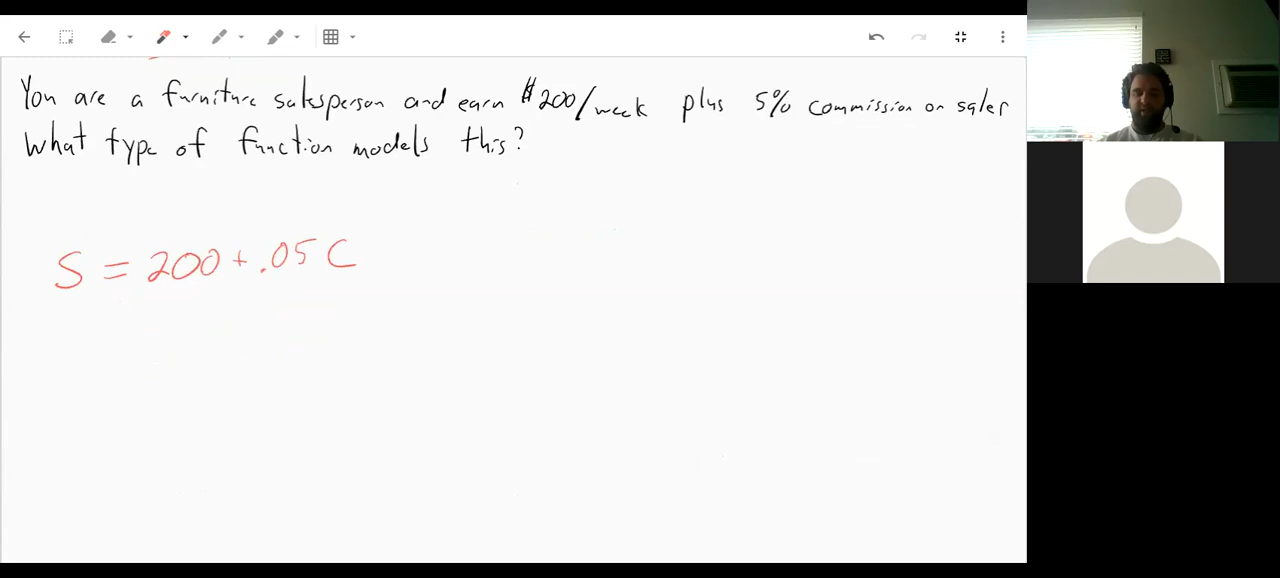 You are a furniture salesperson and earn $200/week plus 5% commission on sales
What type of function models this?
S = 200 + .05 C